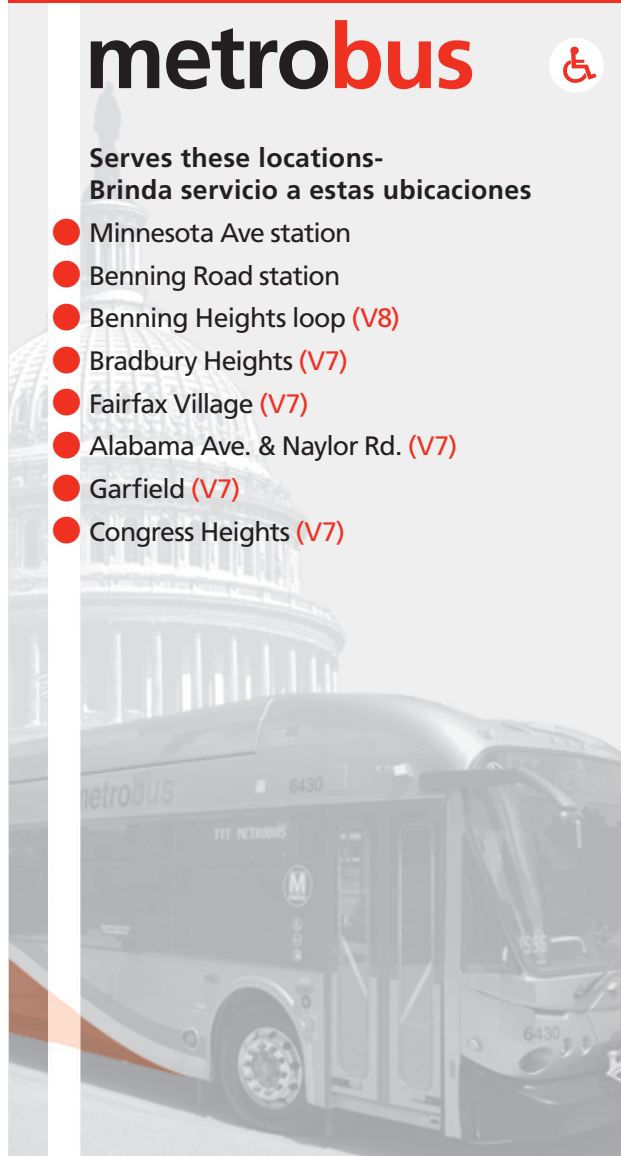 metrobus
Serves these locations-
Brinda servicio a estas ubicaciones
Minnesota Ave station
Benning Road station
Benning Heights loop (V8)
Bradbury Heights (V7)
Fairfax Village (V7)
Alabama Ave. & Naylor Rd. (V7)
Garfield (V7)
Congress Heights (V7)
metrobus
6430
TTT METROBUS
M
6430